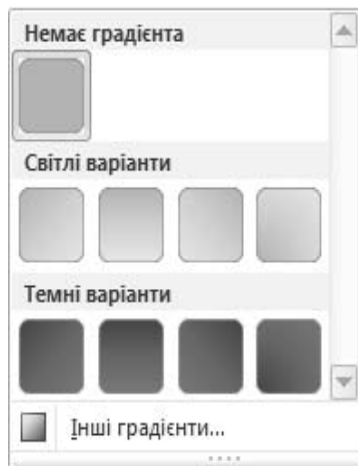 Немає градієнта
Світлі варіанти
Темні варіанти
Інші градієнти...